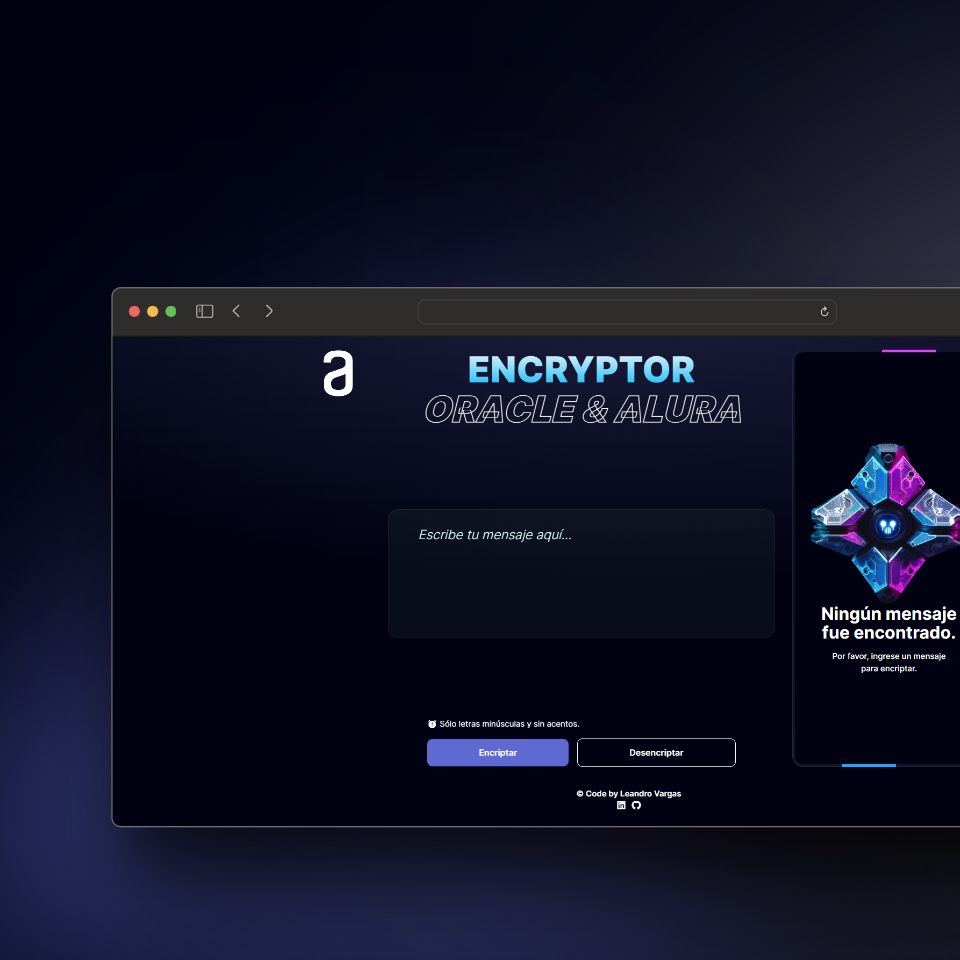 a
ENCRYPTOR
ORACLE & ALURA
Escribe tu mensaje aquí...
Sólo letras minúsculas y sin acentos.
Encriptar
Desencriptar
© Code by Leandro Vargas
in
Ningún mensaje
fue encontrado.
Por favor, ingrese un mensaje
para encriptar.